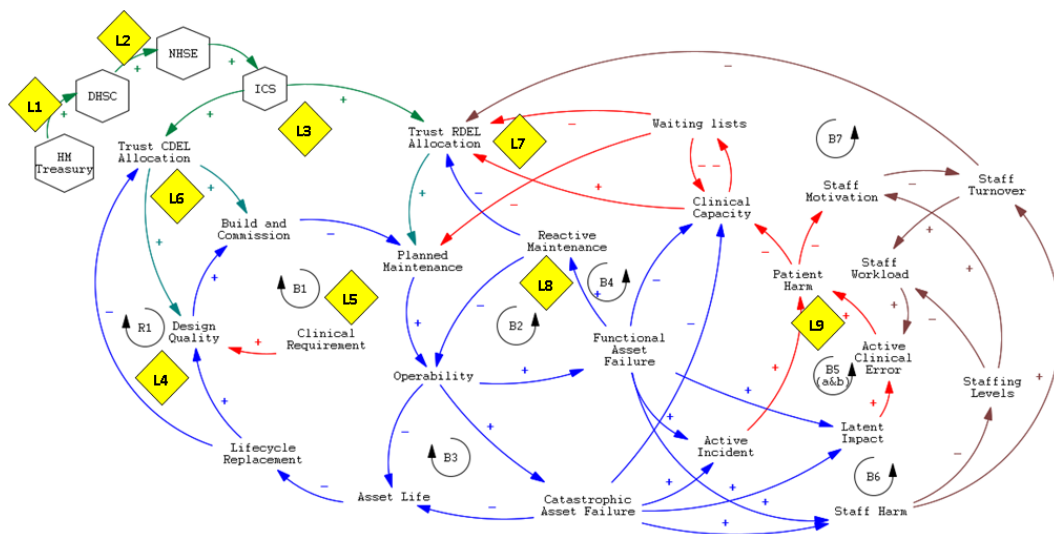 L2
NHSE
+
+
L1
DHSC
+
ICS
+
+
L3
HM
Treasury
Trust CDEL
Allocation
Trust RDEL
Allocation
L7
Waiting lists
−
−
− −
−
B7
Staff
Motivation
−
Staff
Turnover
L6
+
+
+
−
+
−
Clinical
Capacity
Build and
Commission
−
Planned
Maintenance
Reactive
Maintenance
−
−
Staff
Workload
+
+
Patient
Harm
B1
L5
L8
B4
+
−
L9
+
+
−
R1
Design
Quality
+
Clinical
Requirement
B2
−
Functional
Asset
Failure
−
Active
Clinical
Error
−
+
+
L4
Operability
+
B5
(a&b)
Staffing
Levels
+
+
+
+
+
Latent
Impact
−
+
+
Active
Incident
Lifecycle
Replacement
B3
B6
−
−
Asset Life
−
Catastrophic
Asset Failure
+
+
+
+
Staff Harm